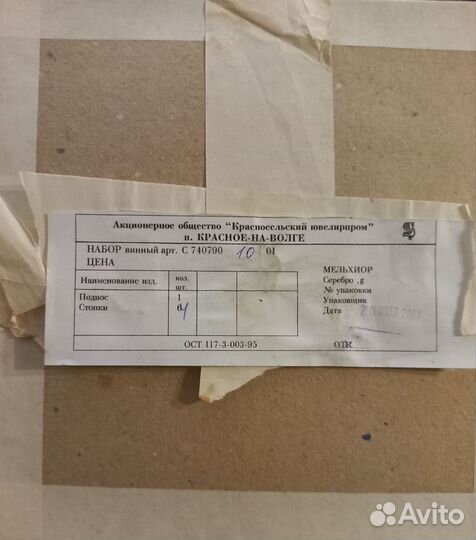 Акционерное общество "Красносельский ювелирпром"
п. КРАСНОЕ-НА-ВОЛГЕ
НАБОР винный арт. С 740790 10 01
ЦЕНА
МЕЛЬХИОР
Наименование изд. кол. шт.
Серебро ,g
№ упаковки
Поднос 1
Упаковщик
Стопки 6
Дата
ОСТ 117-3-003-95 ОТК
Avito